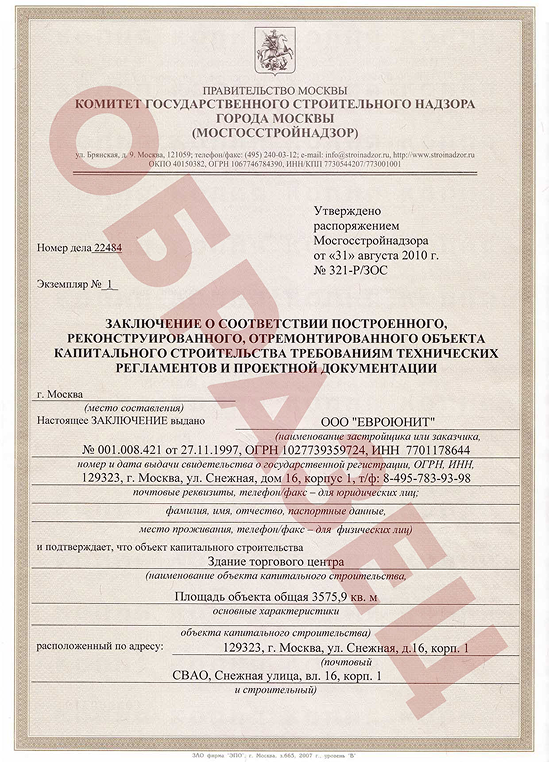 ПРАВИТЕЛЬСТВО МОСКВЫ
КОМИТЕТ ГОСУДАРСТВЕННОГО СТРОИТЕЛЬНОГО НАДЗОРА
ГОРОДА МОСКВЫ
(МОСГОССТРОЙНАДЗОР)
ул. Брянская, д. 9. Москва, 121059; телефон/факс: (495) 240-03-12; e-mail: info@stroinadzor.ru, http://www.stroinadzor.ru
ОКПО 40150382, ОГРН 1067746784390, ИНН/КПП 7730544207/773001001
Утверждено
распоряжением
Мосгосстройнадзора
от «31» августа 2010 г.
№ 321-Р/ЗОС
Номер дела 22484
Экземпляр № 1
ЗАКЛЮЧЕНИЕ О СООТВЕТСТВИИ ПОСТРОЕННОГО,
РЕКОНСТРУИРОВАННОГО, ОТРЕМОНТИРОВАННОГО ОБЪЕКТА
КАПИТАЛЬНОГО СТРОИТЕЛЬСТВА ТРЕБОВАНИЯМ ТЕХНИЧЕСКИХ
РЕГЛАМЕНТОВ И ПРОЕКТНОЙ ДОКУМЕНТАЦИИ
г. Москва
(место составления)
Настоящее ЗАКЛЮЧЕНИЕ выдано ООО "ЕВРОЮНИТ"
(наименование застройщика или заказчика,
№ 001.008.421 от 27.11.1997, ОГРН 1027739359724, ИНН 7701178644
номер и дата выдачи свидетельства о государственной регистрации, ОГРН, ИНН,
129323, г. Москва, ул. Снежная, дом 16, корпус 1, т/ф: 8-495-783-93-98
почтовые реквизиты, телефон/факс – для юридических лиц;
фамилия, имя, отчество, паспортные данные,
место проживания, телефон/факс – для физических лиц)
и подтверждает, что объект капитального строительства
Здание торгового центра
(наименование объекта капитального строительства,
Площадь объекта общая 3575,9 кв. м
основные характеристики
объекта капитального строительства)
расположенный по адресу: 129323, г. Москва, ул. Снежная, д.16, корп. 1
(почтовый
СВАО, Снежная улица, вл. 16, корп. 1
и строительный)
ЗАО фирма "ЭПО", г. Москва, з.665, 2007 г., уровень "В"
ОБРАЗЕЦ